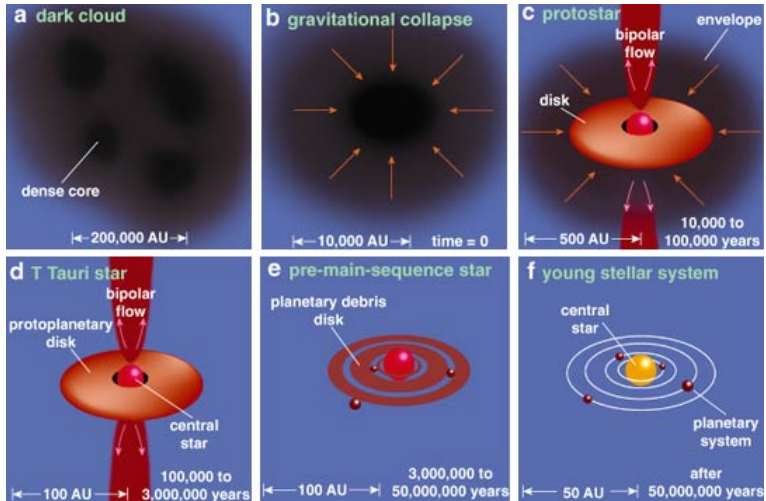 a dark cloud
dense core
200,000 AU
b gravitational collapse
10,000 AU
time = 0
c protostar
envelope
bipolar
flow
disk
500 AU
10,000 to
100,000 years
d T Tauri star
bipolar
flow
protoplanetary
disk
central
star
100 AU
100,000 to
3,000,000 years
e pre-main-sequence star
planetary debris
disk
100 AU
3,000,000 to
50,000,000 years
f young stellar system
central
star
planetary
system
50 AU
after
50,000,000 years